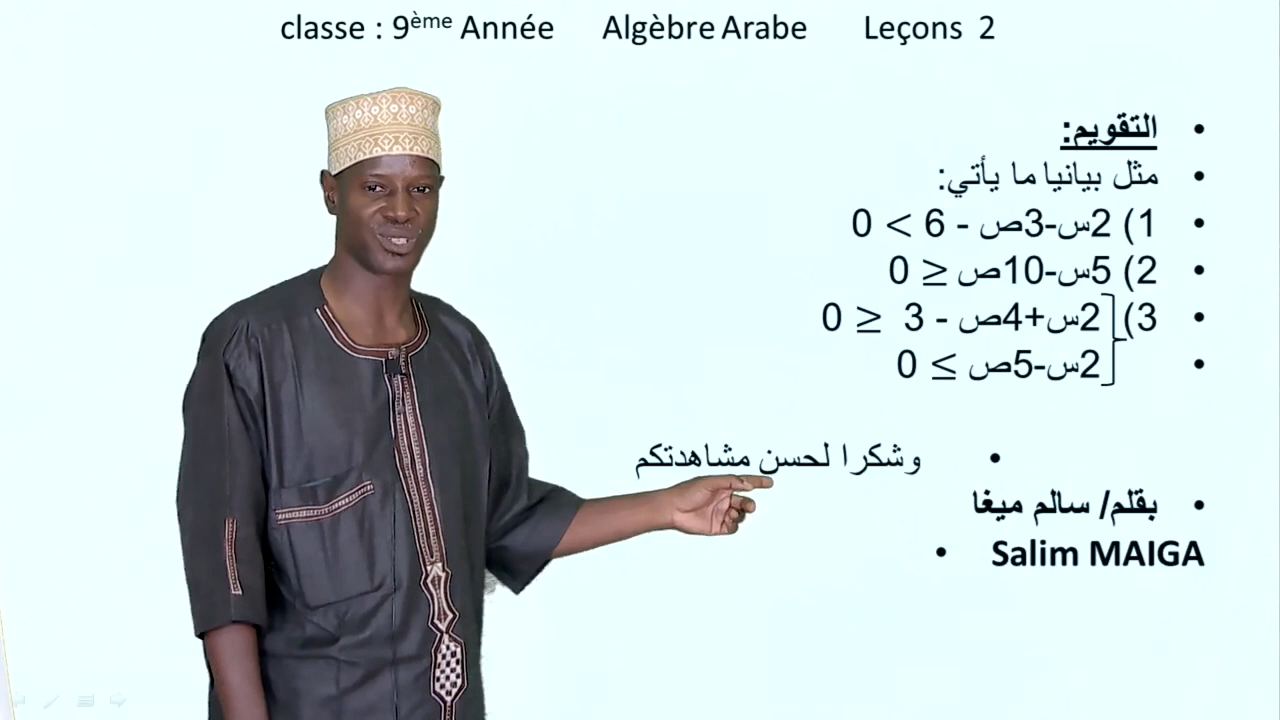 classe : 9ème Année Algèbre Arabe Leçons 2
• التقويم:
• مثل بيانيا ما يأتي:
• 1) 2س-3ص - 6 > 0
• 2) 5س-10ص ≤ 0
• 3) 2س+4ص - 3 ≤ 0
• 2س-5ص ≥ 0
• وشكرا لحسن مشاهدتكم
• بقلم/ سالم ميغا
• Salim MAIGA